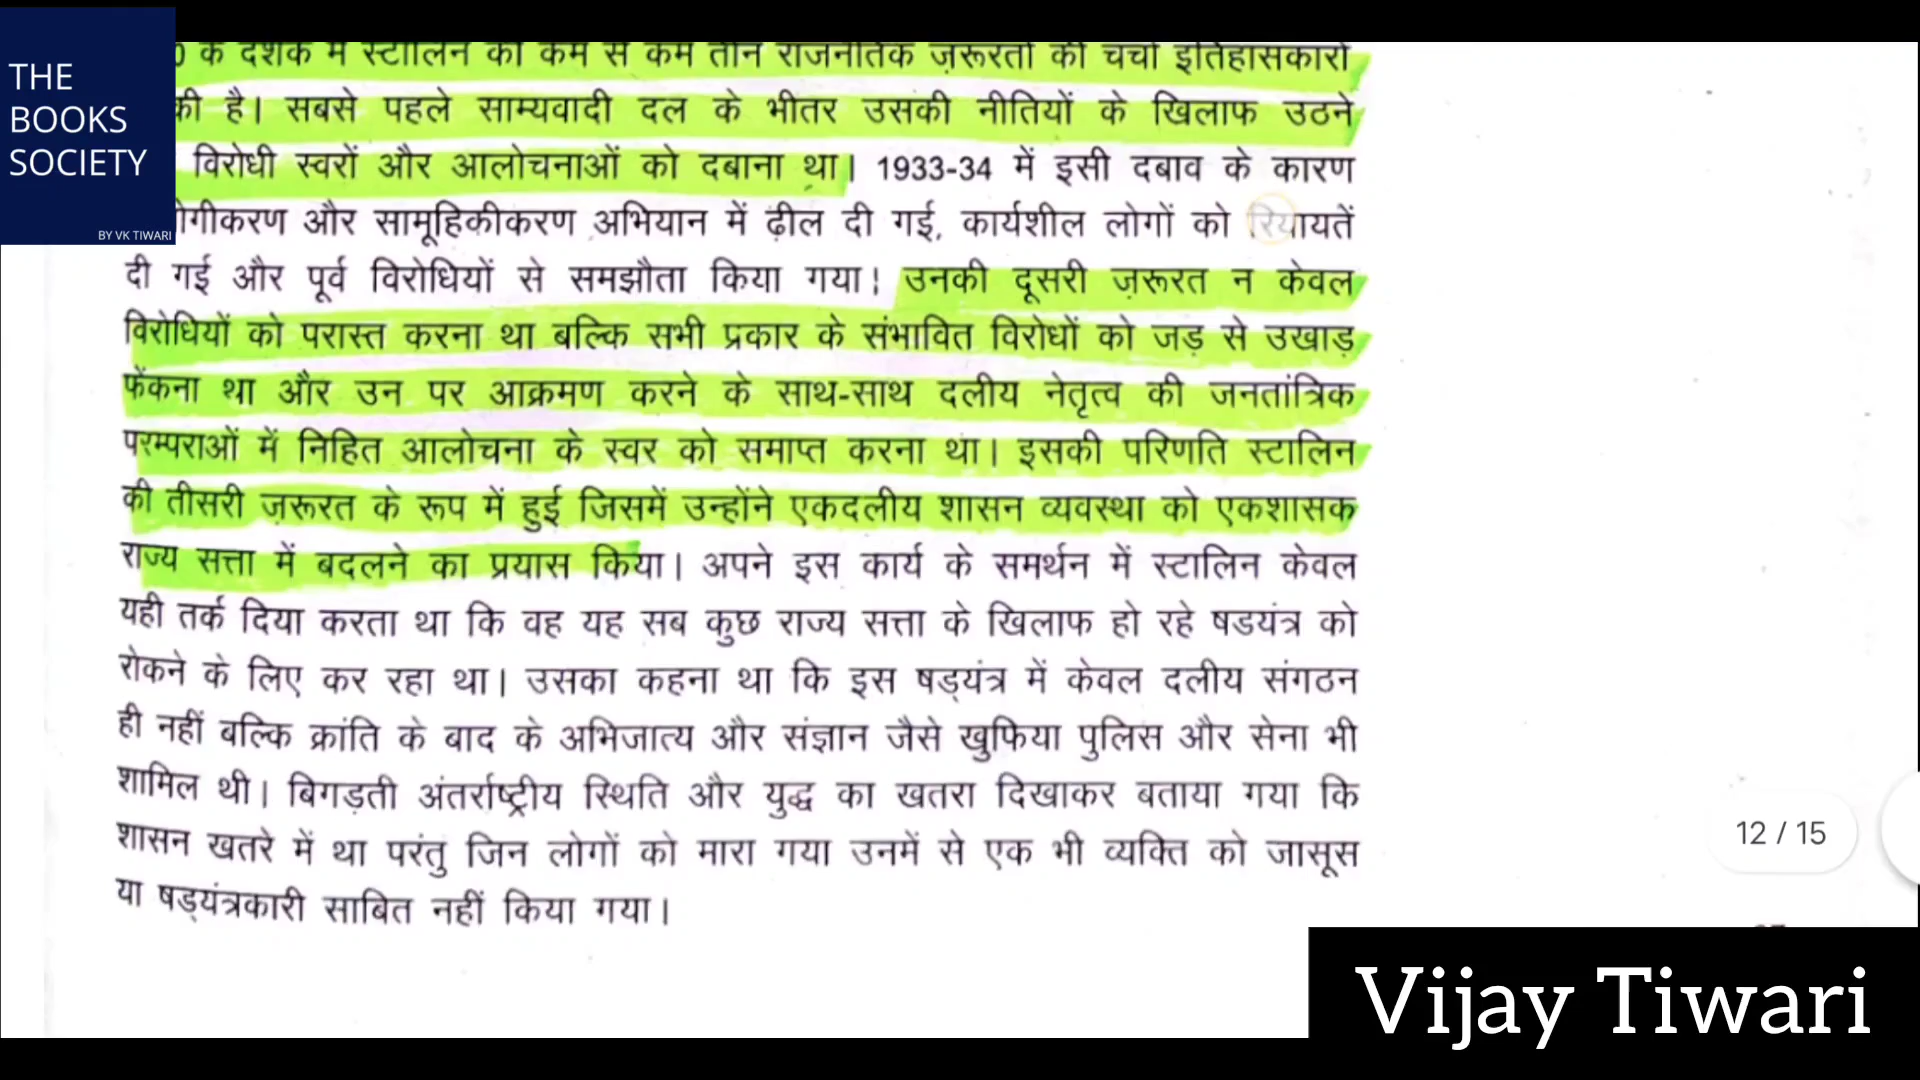 THE
BOOKS
SOCIETY
BY VK TIWARI
के दशक में स्टालिन की कम से कम तीन राजनीतिक ज़रूरतों की चर्चा इतिहासकारों
की है। सबसे पहले साम्यवादी दल के भीतर उसकी नीतियों के खिलाफ उठने
विरोधी स्वरों और आलोचनाओं को दबाना था। 1933-34 में इसी दबाव के कारण
और सामूहिकीकरण अभियान में ढ़ील दी गई, कार्यशील लोगों को रियायतें
दी गई और पूर्व विरोधियों से समझौता किया गया। उनकी दूसरी ज़रूरत न केवल
विरोधियों को परास्त करना था बल्कि सभी प्रकार के संभावित विरोधों को जड़ से उखाड़
फेंकना था और उन पर आक्रमण करने के साथ-साथ दलीय नेतृत्व की जनतांत्रिक
परम्पराओं में निहित आलोचना के स्वर को समाप्त करना था। इसकी परिणति स्टालिन
की तीसरी ज़रूरत के रूप में हुई जिसमें उन्होंने एकदलीय शासन व्यवस्था को एकशासक
राज्य सत्ता में बदलने का प्रयास किया। अपने इस कार्य के समर्थन में स्टालिन केवल
यही तर्क दिया करता था कि वह यह सब कुछ राज्य सत्ता के खिलाफ हो रहे षडयंत्र को
रोकने के लिए कर रहा था। उसका कहना था कि इस षड्यंत्र में केवल दलीय संगठन
ही नहीं बल्कि क्रांति के बाद के अभिजात्य और संज्ञान जैसे खुफिया पुलिस और सेना भी
शामिल थी। बिगड़ती अंतर्राष्ट्रीय स्थिति और युद्ध का खतरा दिखाकर बताया गया कि
शासन खतरे में था परंतु जिन लोगों को मारा गया उनमें से एक भी व्यक्ति को जासूस
या षड्यंत्रकारी साबित नहीं किया गया।
12 / 15
Vijay Tiwari